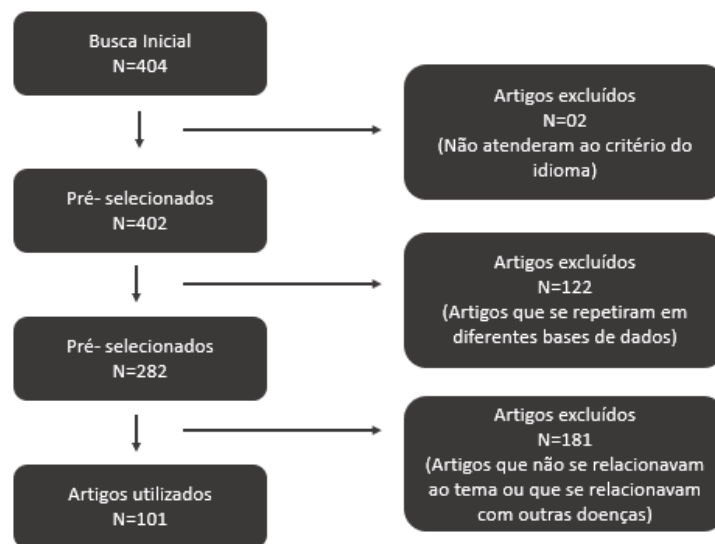 Busca Inicial
N=404
Artigos excluídos
N=02
(Não atenderam ao critério do
idioma)
Pré- selecionados
N=402
Artigos excluídos
N=122
(Artigos que se repetiram em
diferentes bases de dados)
Pré- selecionados
N=282
Artigos excluídos
N=181
(Artigos que não se relacionavam
ao tema ou que se relacionavam
com outras doenças)
Artigos utilizados
N=101